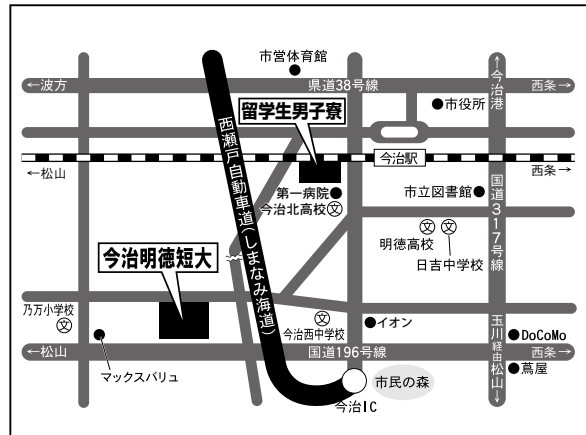 市営体育館
←波方
県道38号線
西条→
←今治港
市役所
留学生男子寮
今治駅
←松山
西条→
第一病院
今治北高校
文
市立図書館
国道317号線
西瀬戸自動車道(しまなみ海道)
文
文
明徳高校
日吉中学校
今治明徳短大
乃万小学校
文
文
今治西中学校
イオン
玉川経由松山→
DoCoMo
←松山
国道196号線
西条→
マックスバリュ
市民の森
蔦屋
今治IC